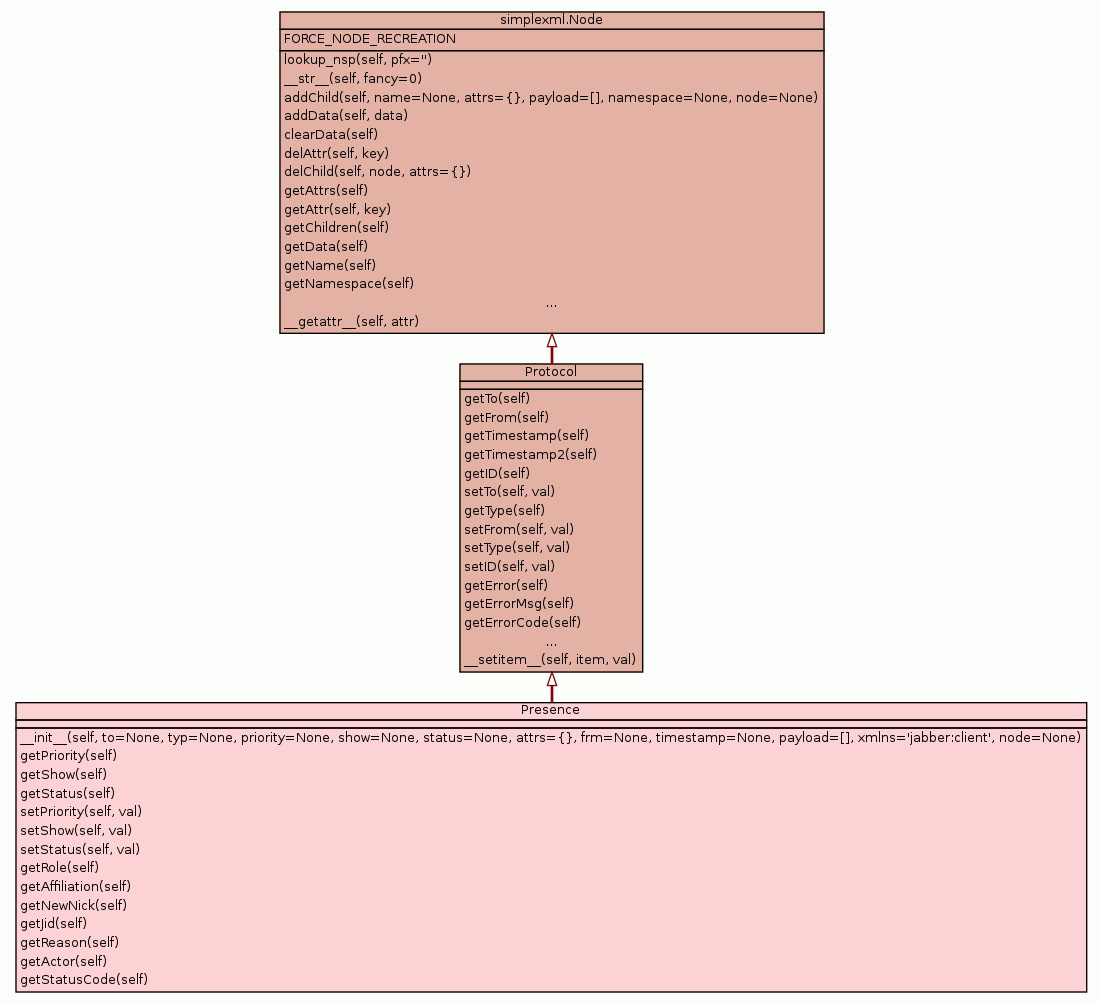 simplexml.Node
FORCE_NODE_RECREATION
lookup_nsp(self, pfx='')
__str__(self, fancy=0)
addChild(self, name=None, attrs={}, payload=[], namespace=None, node=None)
addData(self, data)
clearData(self)
delAttr(self, key)
delChild(self, node, attrs={})
getAttrs(self)
getAttr(self, key)
getChildren(self)
getData(self)
getName(self)
getNamespace(self)
...
__getattr__(self, attr)
Protocol
getTo(self)
getFrom(self)
getTimestamp(self)
getTimestamp2(self)
getID(self)
setTo(self, val)
getType(self)
setFrom(self, val)
setType(self, val)
setID(self, val)
getError(self)
getErrorMsg(self)
getErrorCode(self)
...
__setitem__(self, item, val)
Presence
__init__(self, to=None, typ=None, priority=None, show=None, status=None, attrs={}, frm=None, timestamp=None, payload=[], xmlns='jabber:client', node=None)
getPriority(self)
getShow(self)
getStatus(self)
setPriority(self, val)
setShow(self, val)
setStatus(self, val)
getRole(self)
getAffiliation(self)
getNewNick(self)
getJid(self)
getReason(self)
getActor(self)
getStatusCode(self)